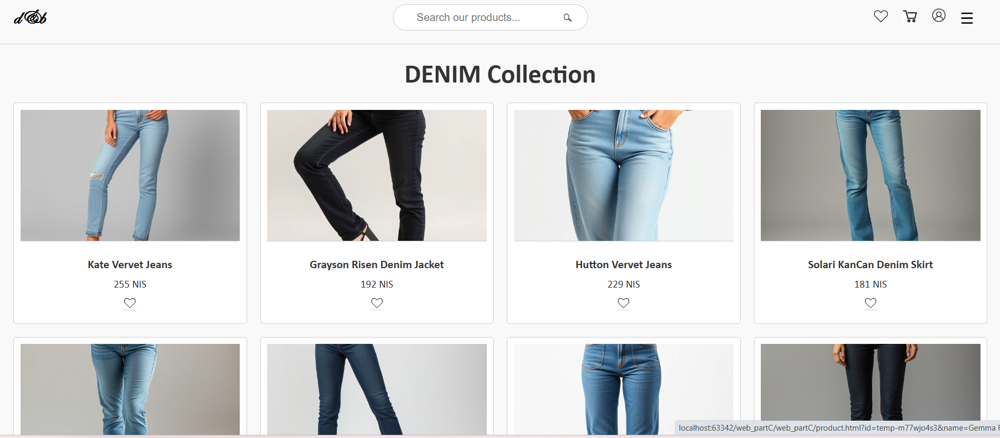 d&b
Search our products...
DENIM Collection
Kate Vervet Jeans
255 NIS
Grayson Risen Denim Jacket
192 NIS
Hutton Vervet Jeans
229 NIS
Solari KanCan Denim Skirt
181 NIS
localhost:63342/web_partC/web_partC/product.html?id=temp-m77wjo4s3&name=Gemma